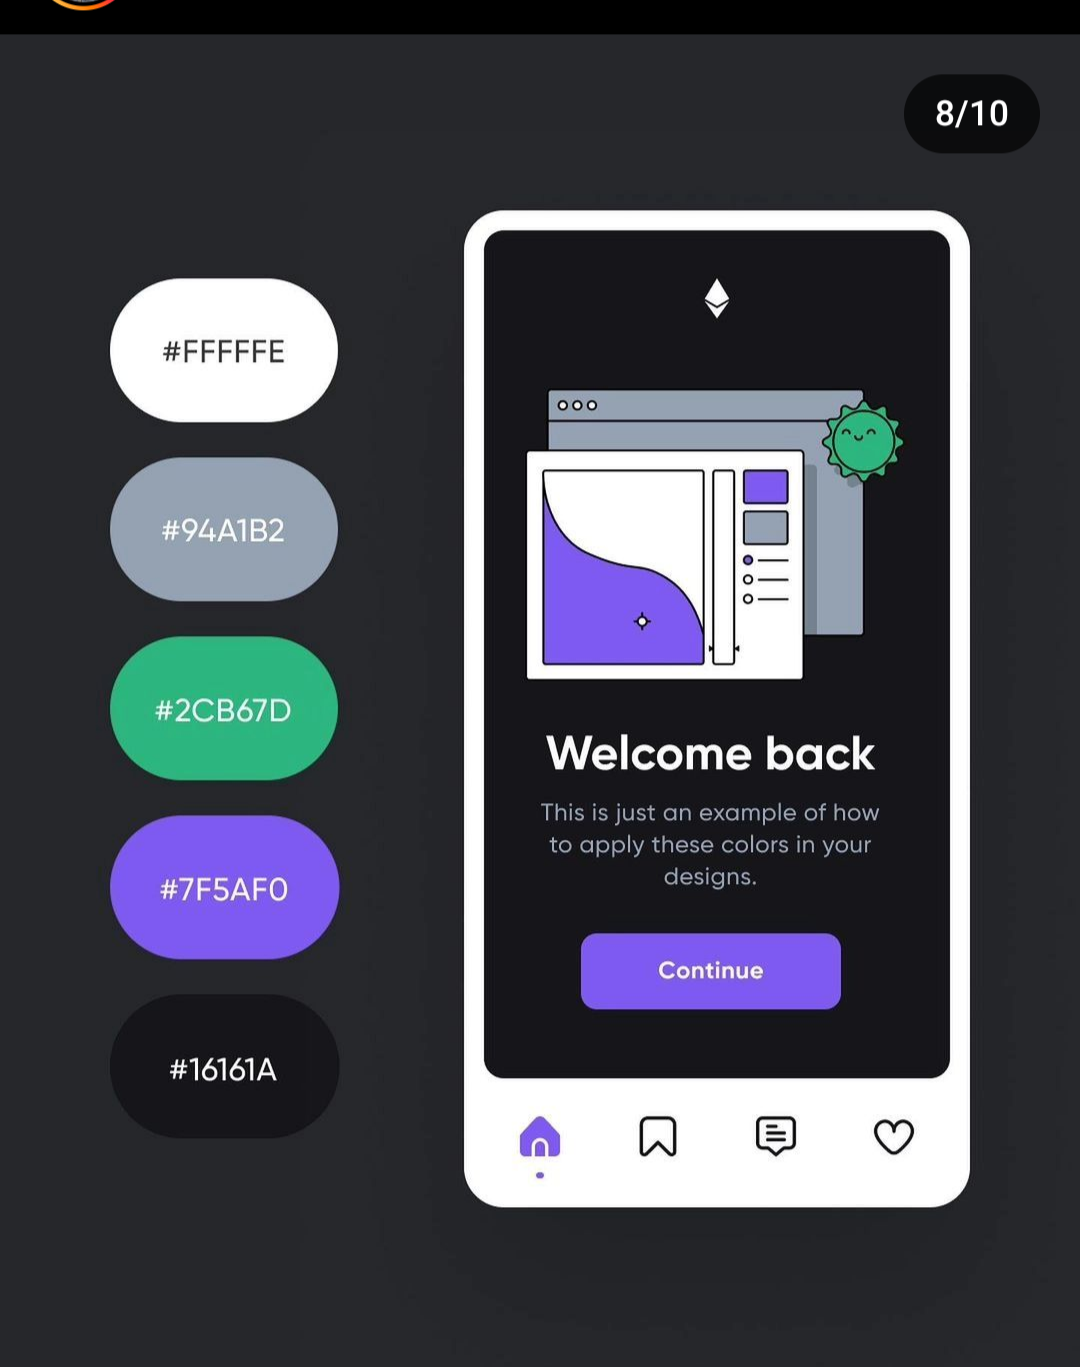 8/10
#FFFFFE
#94A1B2
#2CB67D
#7F5AF0
#16161A
Welcome back
This is just an example of how
to apply these colors in your
designs.
Continue